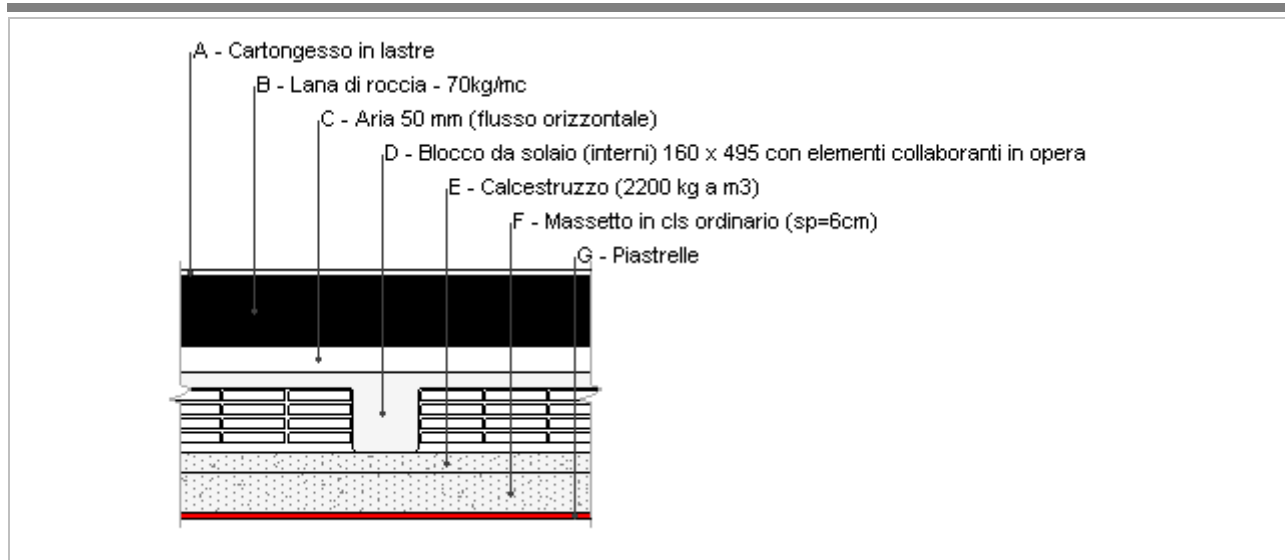 A - Cartongesso in lastre
B - Lana di roccia - 70kg/mc
C - Aria 50 mm (flusso orizzontale)
D - Blocco da solaio (interni) 160 x 495 con elementi collaboranti in opera
E - Calcestruzzo (2200 kg a m3)
F - Massetto in cls ordinario (sp=6cm)
G - Piastrelle